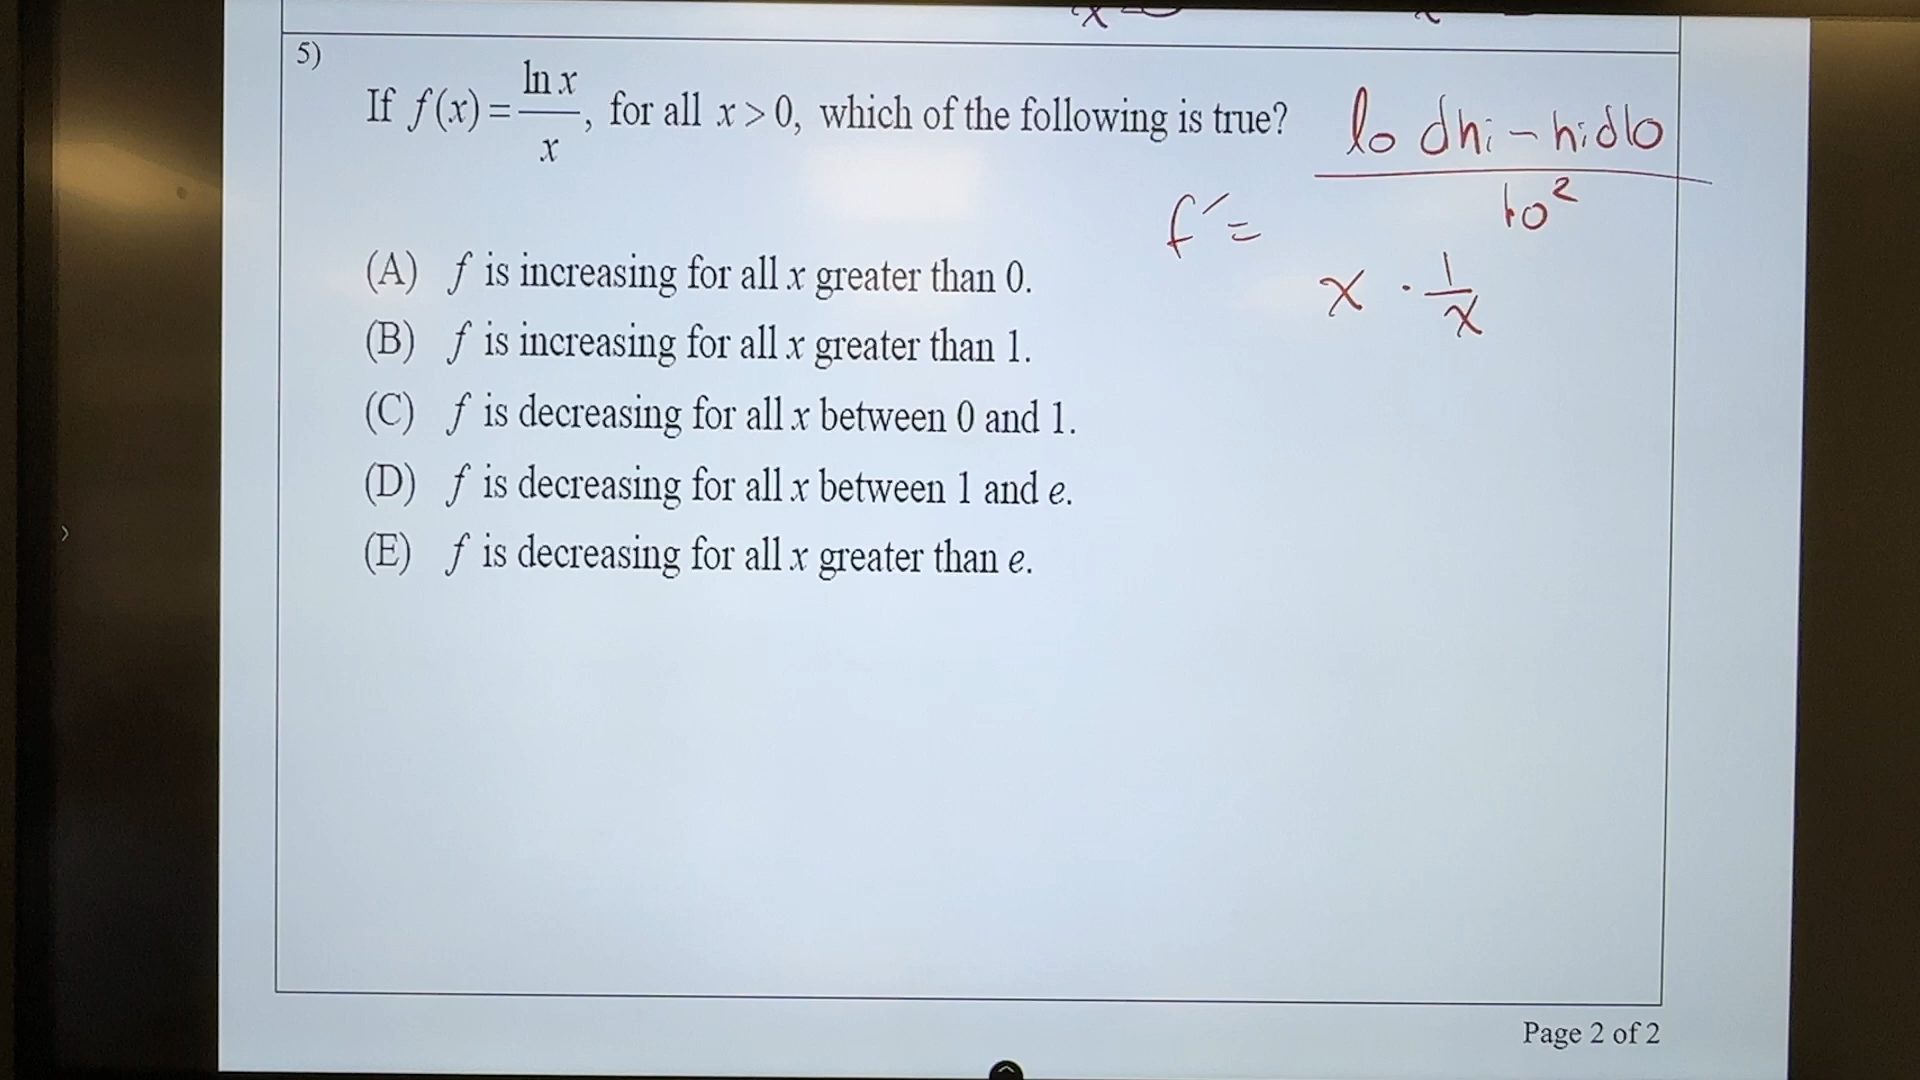 5)
If f(x) = ln x / x, for all x > 0, which of the following is true?
lo dhi - hidlo
f' =
lo²
x · 1/x
(A) f is increasing for all x greater than 0.
(B) f is increasing for all x greater than 1.
(C) f is decreasing for all x between 0 and 1.
(D) f is decreasing for all x between 1 and e.
(E) f is decreasing for all x greater than e.
Page 2 of 2